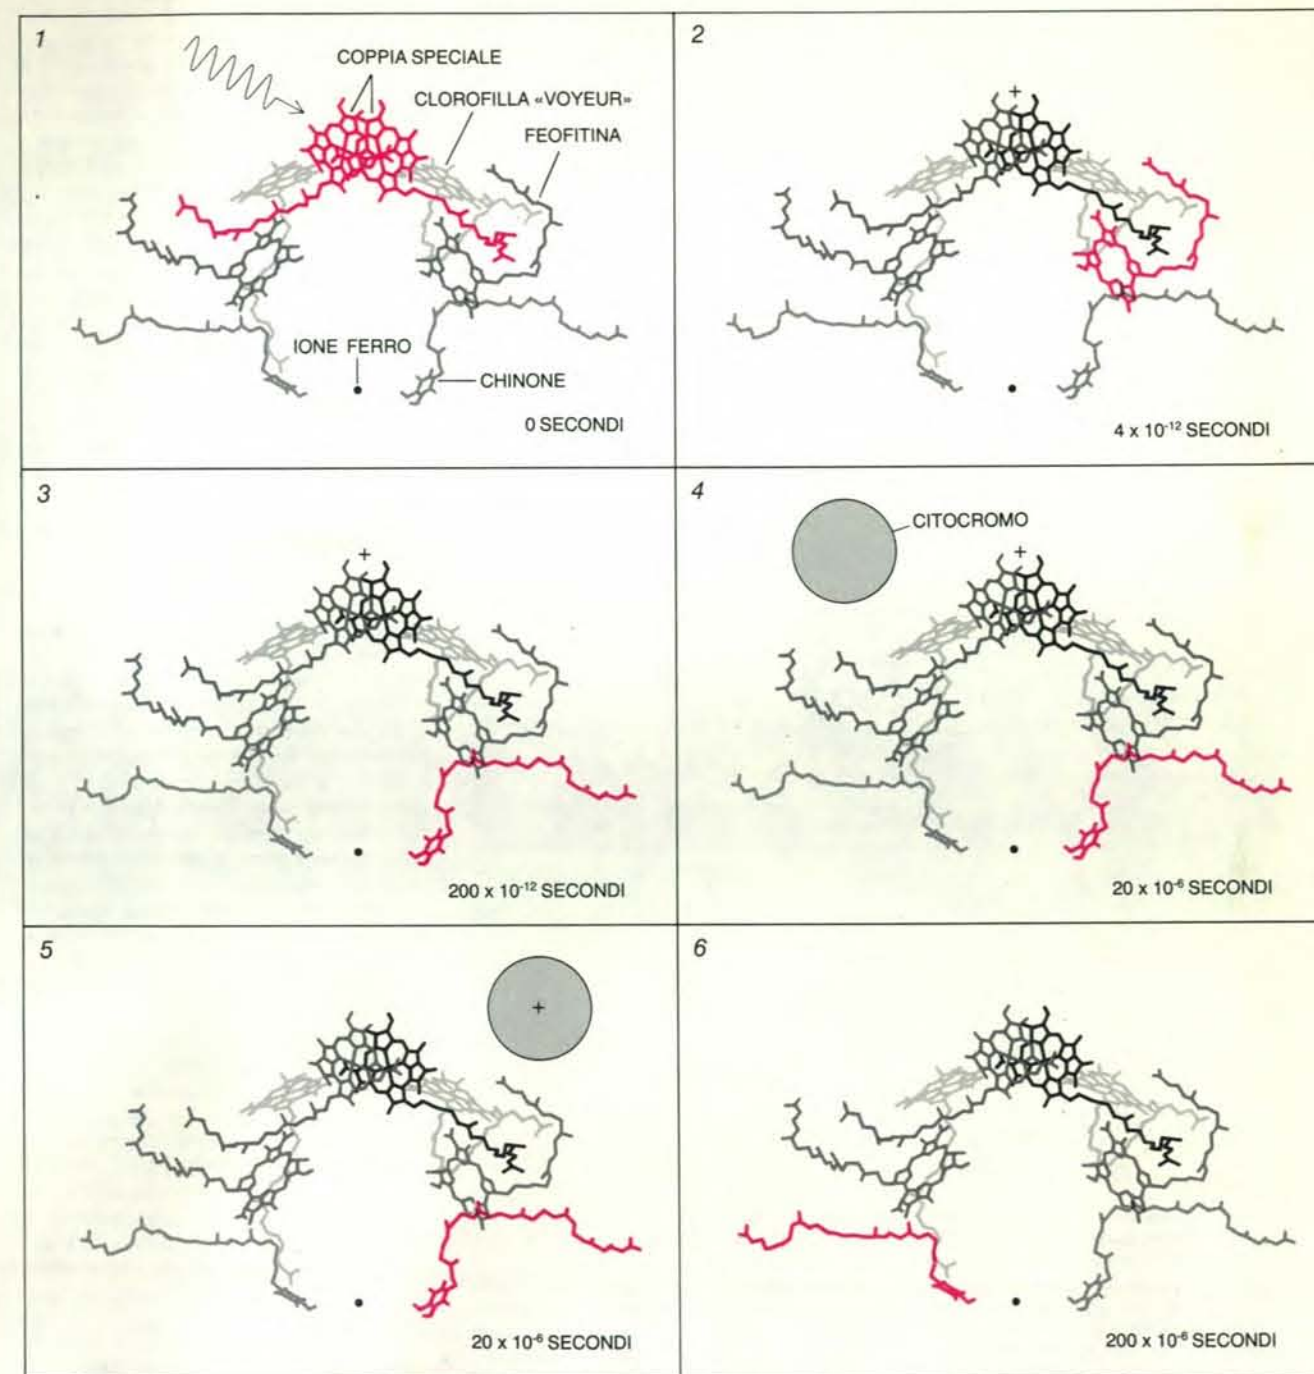 1
COPPIA SPECIALE
CLOROFILLA «VOYEUR»
FEOFITINA
IONE FERRO
CHINONE
0 SECONDI
2
+
4 x 10⁻¹² SECONDI
3
+
200 x 10⁻¹² SECONDI
4
CITOCROMO
+
20 x 10⁻⁶ SECONDI
5
+
20 x 10⁻⁶ SECONDI
6
200 x 10⁻⁶ SECONDI